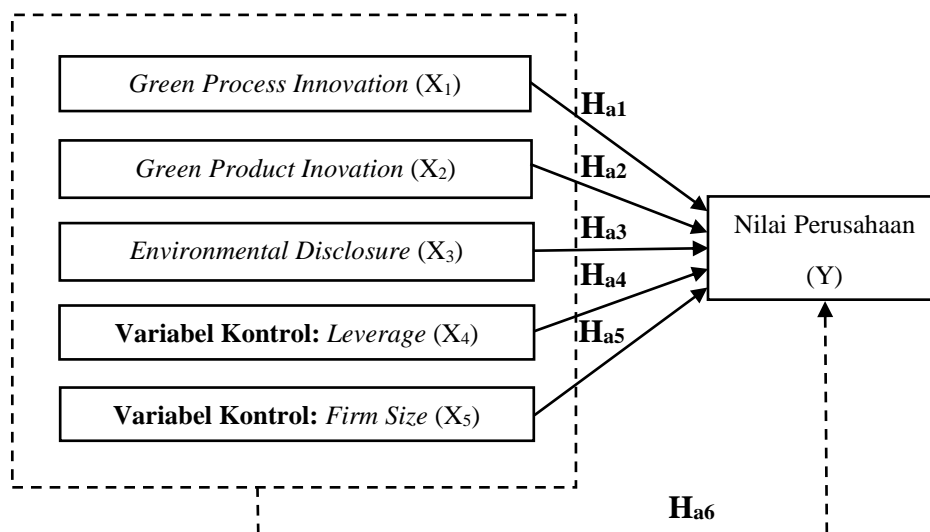 Green Process Innovation (X1)
Ha1
Green Product Inovation (X2)
Ha2
Environmental Disclosure (X3)
Ha3
Nilai Perusahaan
(Y)
Ha4
Variabel Kontrol: Leverage (X4)
Ha5
Variabel Kontrol: Firm Size (X5)
Ha6